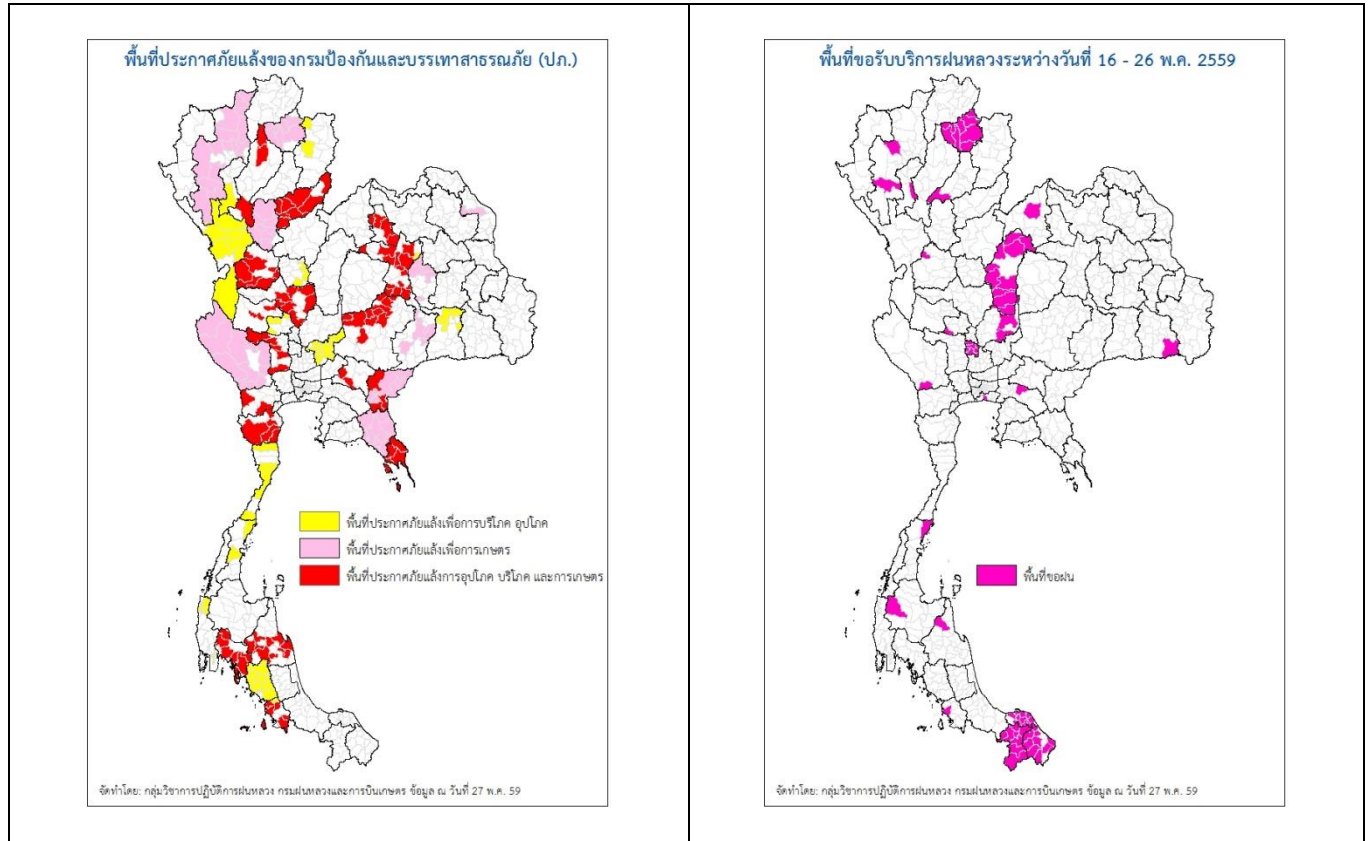 พื้นที่ประกาศภัยแล้งของกรมป้องกันและบรรเทาสาธารณภัย (ปภ.)
พื้นที่ประกาศภัยแล้งเพื่อการบริโภค อุปโภค
พื้นที่ประกาศภัยแล้งเพื่อการเกษตร
พื้นที่ประกาศภัยแล้งการอุปโภค บริโภค และการเกษตร
จัดทำโดย: กลุ่มวิชาการปฏิบัติการฝนหลวง กรมฝนหลวงและการบินเกษตร ข้อมูล ณ วันที่ 27 พ.ค. 59
พื้นที่ขอรับบริการฝนหลวงระหว่างวันที่ 16 - 26 พ.ค. 2559
พื้นที่ขอฝน
จัดทำโดย: กลุ่มวิชาการปฏิบัติการฝนหลวง กรมฝนหลวงและการบินเกษตร ข้อมูล ณ วันที่ 27 พ.ค. 59